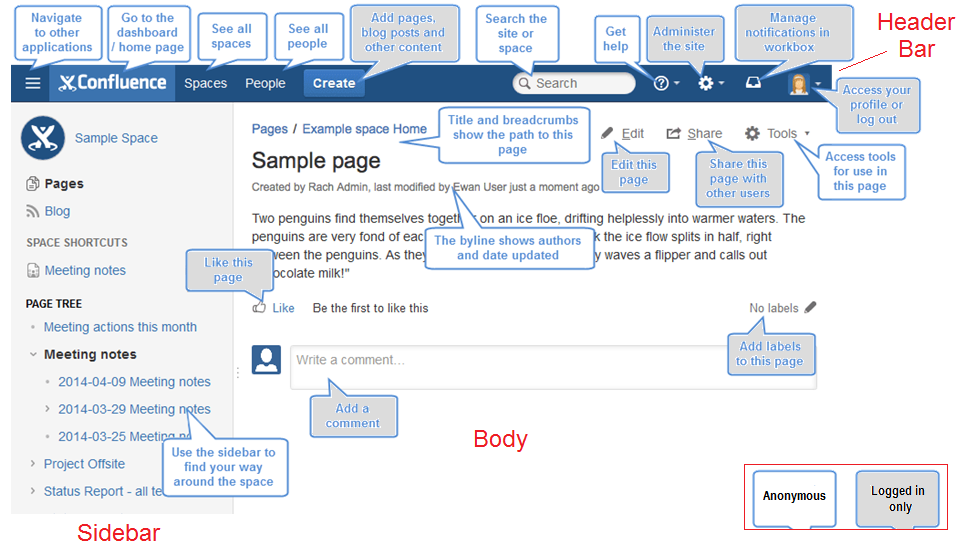 Navigate
to other
applications
Go to the
dashboard
/ home page
See all
spaces
See all
people
Add pages,
blog posts and
other content
Search the
site or
space
Get
help
Administer
the site
Manage
notifications in
workbox
Header
Bar
Confluence
Spaces
People
Create
Search
Access your
profile or
log out
Sample Space
Pages
Blog
SPACE SHORTCUTS
Meeting notes
PAGE TREE
Meeting actions this month
Meeting notes
2014-04-09 Meeting notes
2014-03-29 Meeting notes
2014-03-25 Meeting
Project Offsite
Status Report - all
Use the sidebar to
find your way
around the space
Sidebar
Pages / Example space Home
Title and breadcrumbs
show the path to this
page
Edit
Share
Tools
Edit this
page
Share this
page with
other users
Access tools
for use in
this page
Sample page
Created by Rach Admin, last modified by Ewan User just a moment ago
Two penguins find themselves together on an ice floe, drifting helplessly into warmer waters. The
penguins are very fond of the ice flow splits in half, right
between the penguins. As waves a flipper and calls out
chocolate milk!"
The byline shows authors
and date updated
Like this
page
Like
Be the first to like this
No labels
Add labels
to this page
Write a comment…
Add a
comment
Body
Anonymous
Logged in
only